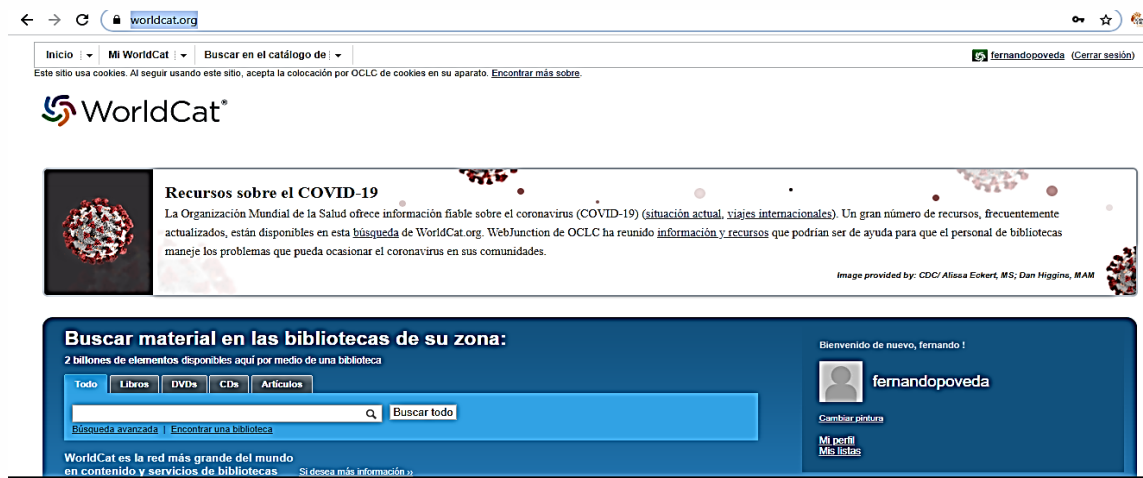 worldcat.org
Inicio Mi WorldCat Buscar en el catálogo de fernandopoveda (Cerrar sesión)
Este sitio usa cookies. Al seguir usando este sitio, acepta la colocación por OCLC de cookies en su aparato. Encontrar más sobre.
WorldCat®
Recursos sobre el COVID-19
La Organización Mundial de la Salud ofrece información fiable sobre el coronavirus (COVID-19) (situación actual, viajes internacionales). Un gran número de recursos, frecuentemente
actualizados, están disponibles en esta búsqueda de WorldCat.org. WebJunction de OCLC ha reunido información y recursos que podrían ser de ayuda para que el personal de bibliotecas
maneje los problemas que pueda ocasionar el coronavirus en sus comunidades.
Image provided by: CDC/ Alissa Eckert, MS; Dan Higgins, MAM
Buscar material en las bibliotecas de su zona:
2 billones de elementos disponibles aquí por medio de una biblioteca
Todo Libros DVDs CDs Artículos
Buscar todo
Búsqueda avanzada | Encontrar una biblioteca
WorldCat es la red más grande del mundo
en contenido y servicios de bibliotecas Si desea más información »
Bienvenido de nuevo, fernando !
fernandopoveda
Cambiar pintura
Mi perfil
Mis listas